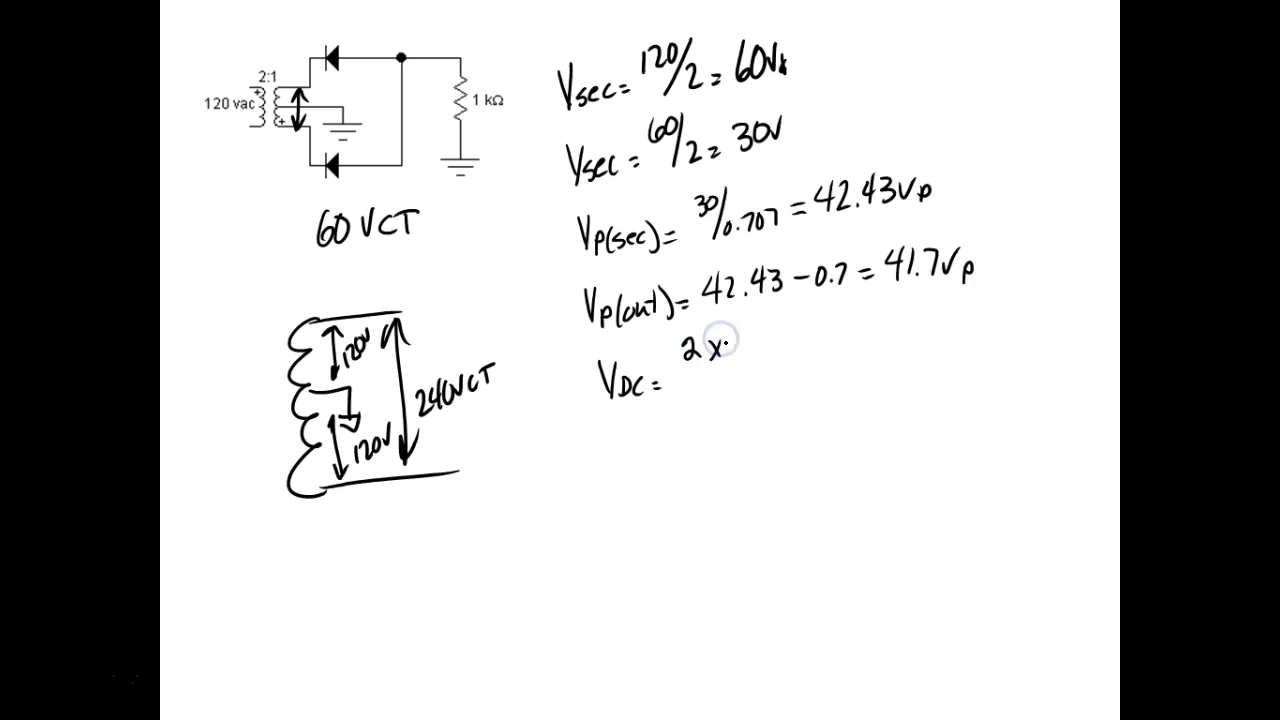 2:1
120 vac
+
+
1 kΩ
60 VCT
120V
240VCT
120V
Vsec = 120/2 = 60V
Vsec = 60/2 = 30V
Vp(sec) = 30/0.707 = 42.43Vp
Vp(out) = 42.43 - 0.7 = 41.7Vp
VDC = 2 x